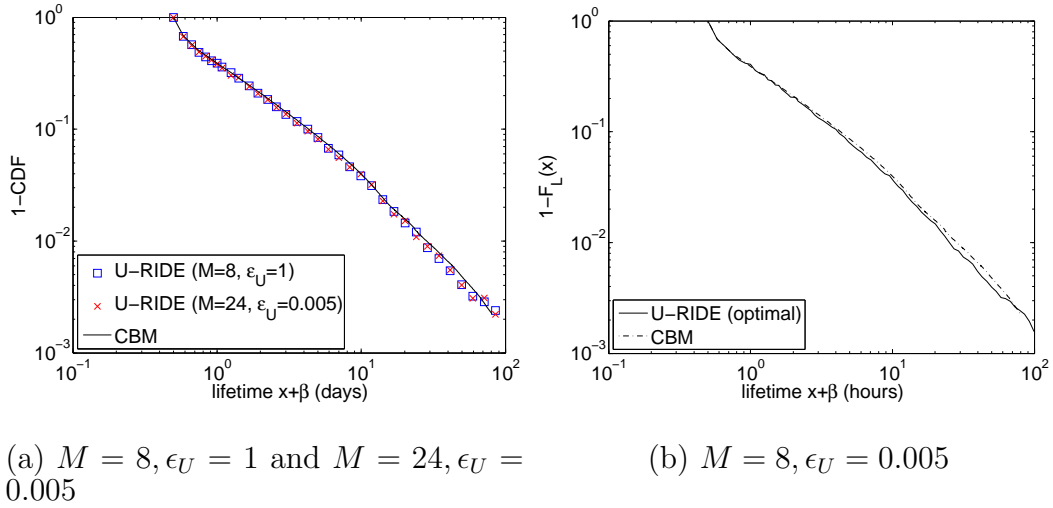 10^0
10^-1
10^-2
10^-3
10^-1
10^0
10^1
10^2
1-CDF
lifetime x+β (days)
U-RIDE (M=8, ε_U=1)
U-RIDE (M=24, ε_U=0.005)
CBM
10^0
10^-1
10^-2
10^-3
10^-1
10^0
10^1
10^2
1-F_L(x)
lifetime x+β (hours)
U-RIDE (optimal)
CBM
(a) M = 8, ϵ_U = 1 and M = 24, ϵ_U =
0.005
(b) M = 8, ϵ_U = 0.005